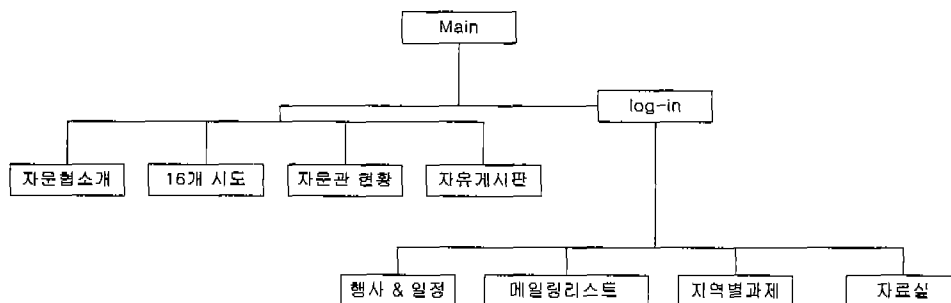 Main
log-in
자문협소개
16개 시도
자문관 현황
자유게시판
행사 & 일정
메일링리스트
지역별과제
자료실